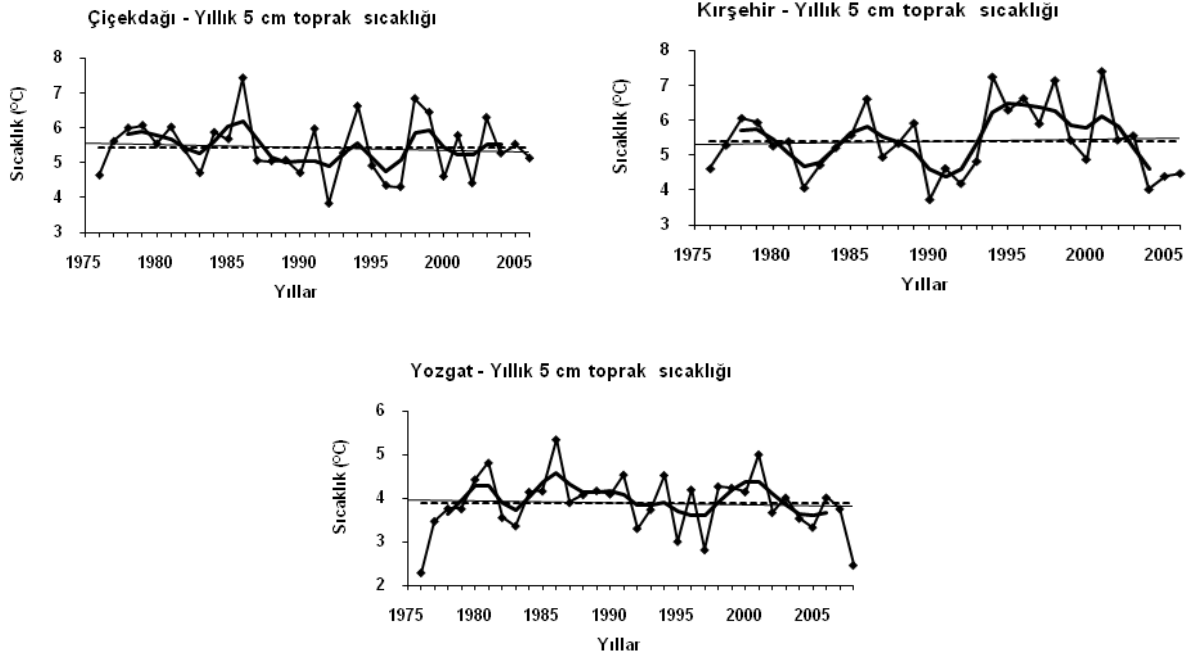 Çiçekdağı - Yıllık 5 cm toprak sıcaklığı
Sıcaklık (°C)
8
7
6
5
4
3
1975 1980 1985 1990 1995 2000 2005
Yıllar
Kırşehir - Yıllık 5 cm toprak sıcaklığı
Sıcaklık (°C)
8
7
6
5
4
3
1975 1980 1985 1990 1995 2000 2005
Yıllar
Yozgat - Yıllık 5 cm toprak sıcaklığı
Sıcaklık (°C)
6
5
4
3
2
1975 1980 1985 1990 1995 2000 2005
Yıllar